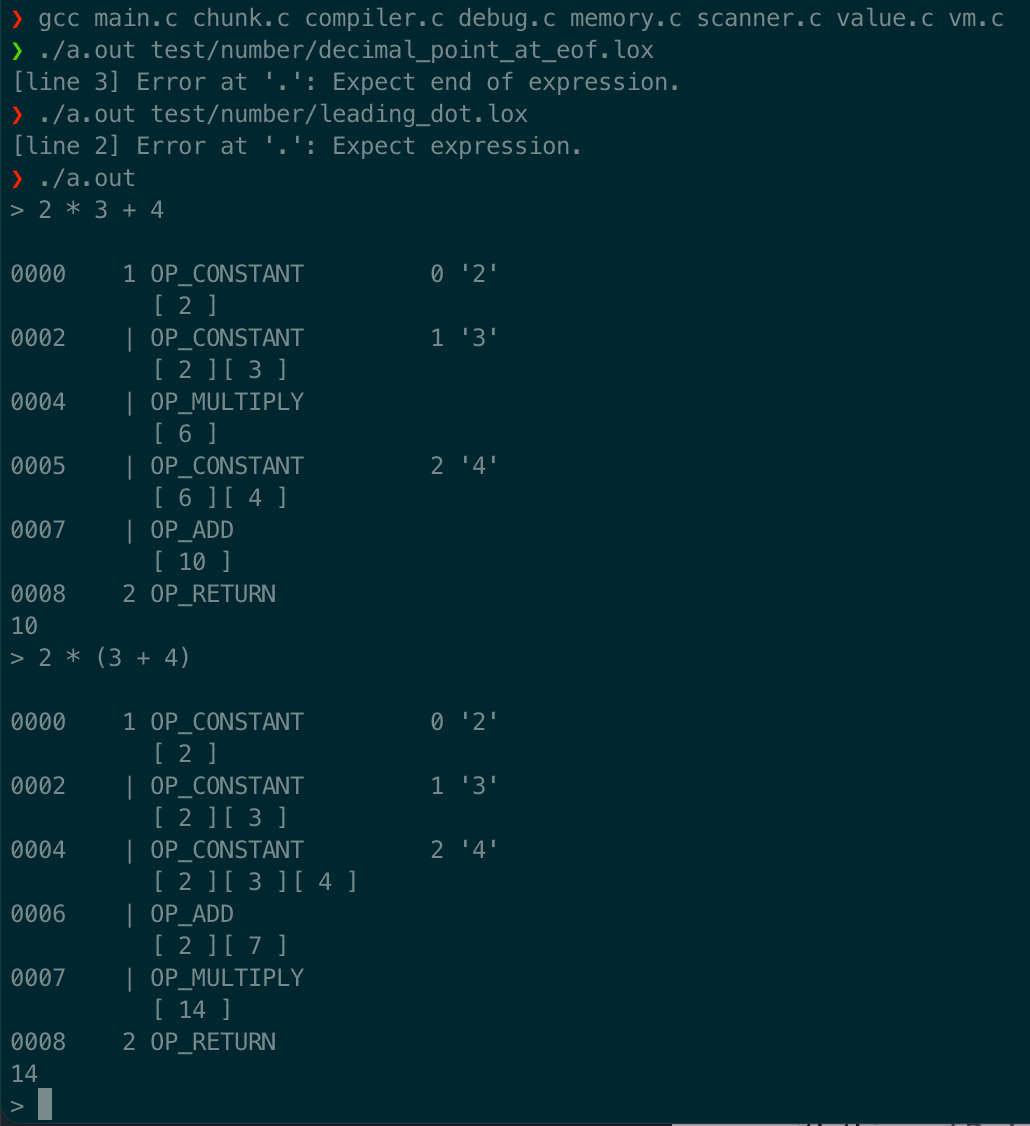 ❯ gcc main.c chunk.c compiler.c debug.c memory.c scanner.c value.c vm.c
❯ ./a.out test/number/decimal_point_at_eof.lox
[line 3] Error at '.': Expect end of expression.
❯ ./a.out test/number/leading_dot.lox
[line 2] Error at '.': Expect expression.
❯ ./a.out
> 2 * 3 + 4

0000    1 OP_CONSTANT         0 '2'
          [ 2 ]
0002    | OP_CONSTANT         1 '3'
          [ 2 ][ 3 ]
0004    | OP_MULTIPLY
          [ 6 ]
0005    | OP_CONSTANT         2 '4'
          [ 6 ][ 4 ]
0007    | OP_ADD
          [ 10 ]
0008    2 OP_RETURN
10
> 2 * (3 + 4)

0000    1 OP_CONSTANT         0 '2'
          [ 2 ]
0002    | OP_CONSTANT         1 '3'
          [ 2 ][ 3 ]
0004    | OP_CONSTANT         2 '4'
          [ 2 ][ 3 ][ 4 ]
0006    | OP_ADD
          [ 2 ][ 7 ]
0007    | OP_MULTIPLY
          [ 14 ]
0008    2 OP_RETURN
14
>